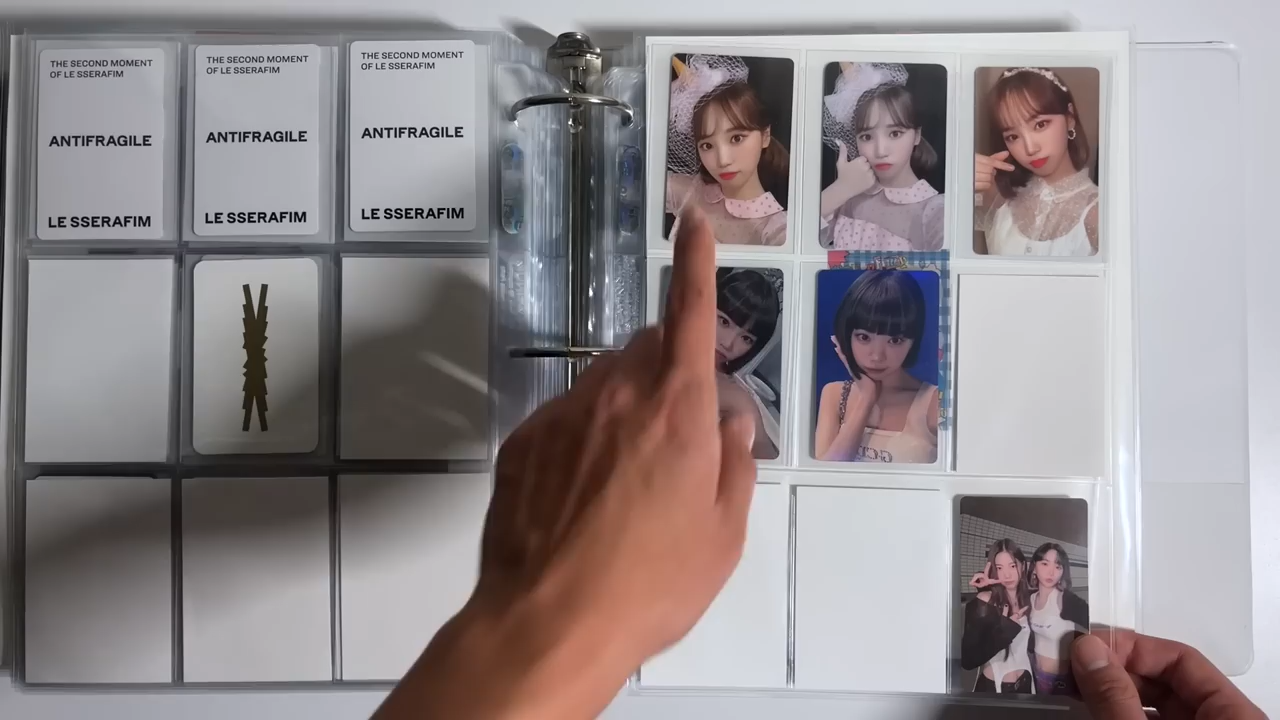 THE SECOND MOMENT
OF LE SSERAFIM
ANTIFRAGILE
LE SSERAFIM
THE SECOND MOMENT
OF LE SSERAFIM
ANTIFRAGILE
LE SSERAFIM
THE SECOND MOMENT
OF LE SSERAFIM
ANTIFRAGILE
LE SSERAFIM